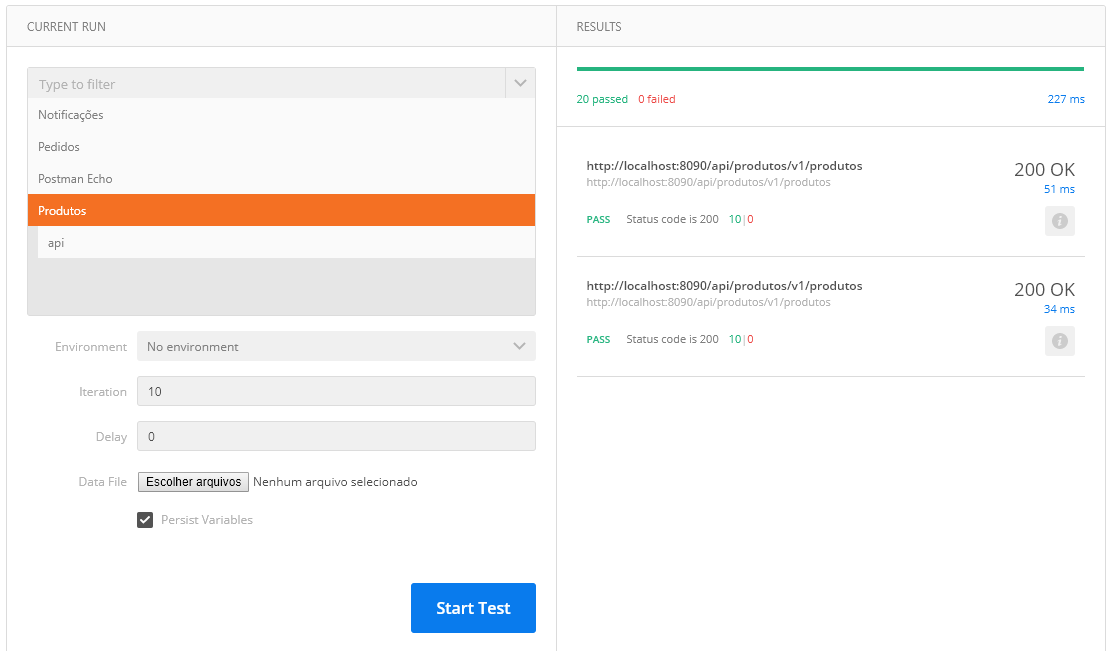 CURRENT RUN
Type to filter
Notificações
Pedidos
Postman Echo
Produtos
api
Environment No environment
Iteration 10
Delay 0
Data File Escolher arquivos Nenhum arquivo selecionado
Persist Variables
Start Test
RESULTS
20 passed 0 failed 227 ms
http://localhost:8090/api/produtos/v1/produtos 200 OK
http://localhost:8090/api/produtos/v1/produtos 51 ms
PASS Status code is 200 10|0 i
http://localhost:8090/api/produtos/v1/produtos 200 OK
http://localhost:8090/api/produtos/v1/produtos 34 ms
PASS Status code is 200 10|0 i